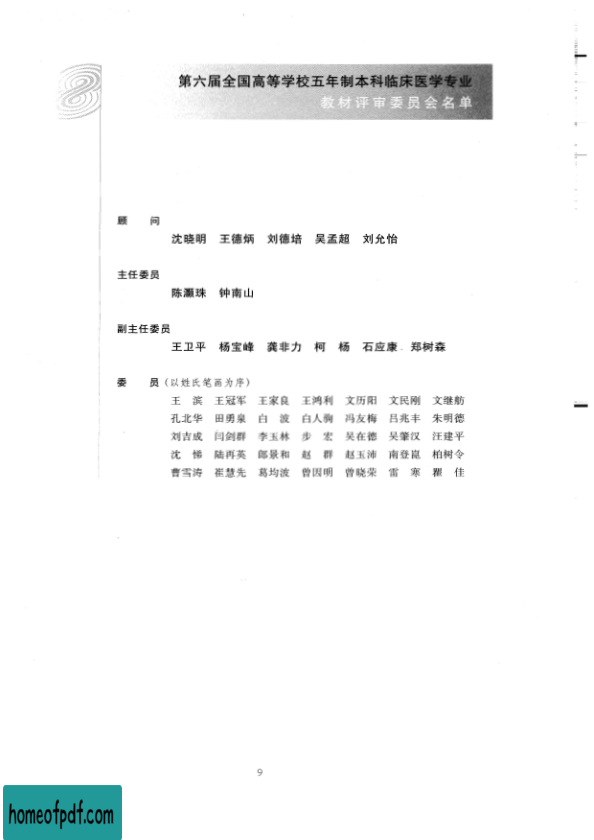 第六届全国高等学校五年制本科临床医学专业
教材评审委员会名单
顾 问
沈晓明 王德炳 刘德培 吴孟超 刘允怡
主任委员
陈灏珠 钟南山
副主任委员
王卫平 杨宝峰 龚非力 柯 杨 石应康 郑树森
委 员(以姓氏笔画为序)
王 滨 王冠军 王家良 王鸿利 文历阳 文民刚 文继舫
孔北华 田勇泉 白 波 白人驹 冯友梅 吕兆丰 朱明德
刘吉成 闫剑群 李玉林 步 宏 吴在德 吴肇汉 汪建平
沈 悌 陆再英 郎景和 赵 群 赵玉沛 南登崑 柏树令
曹雪涛 崔慧先 葛均波 曾因明 曾晓荣 雷 寒 瞿 佳
9
homeofpdf.com